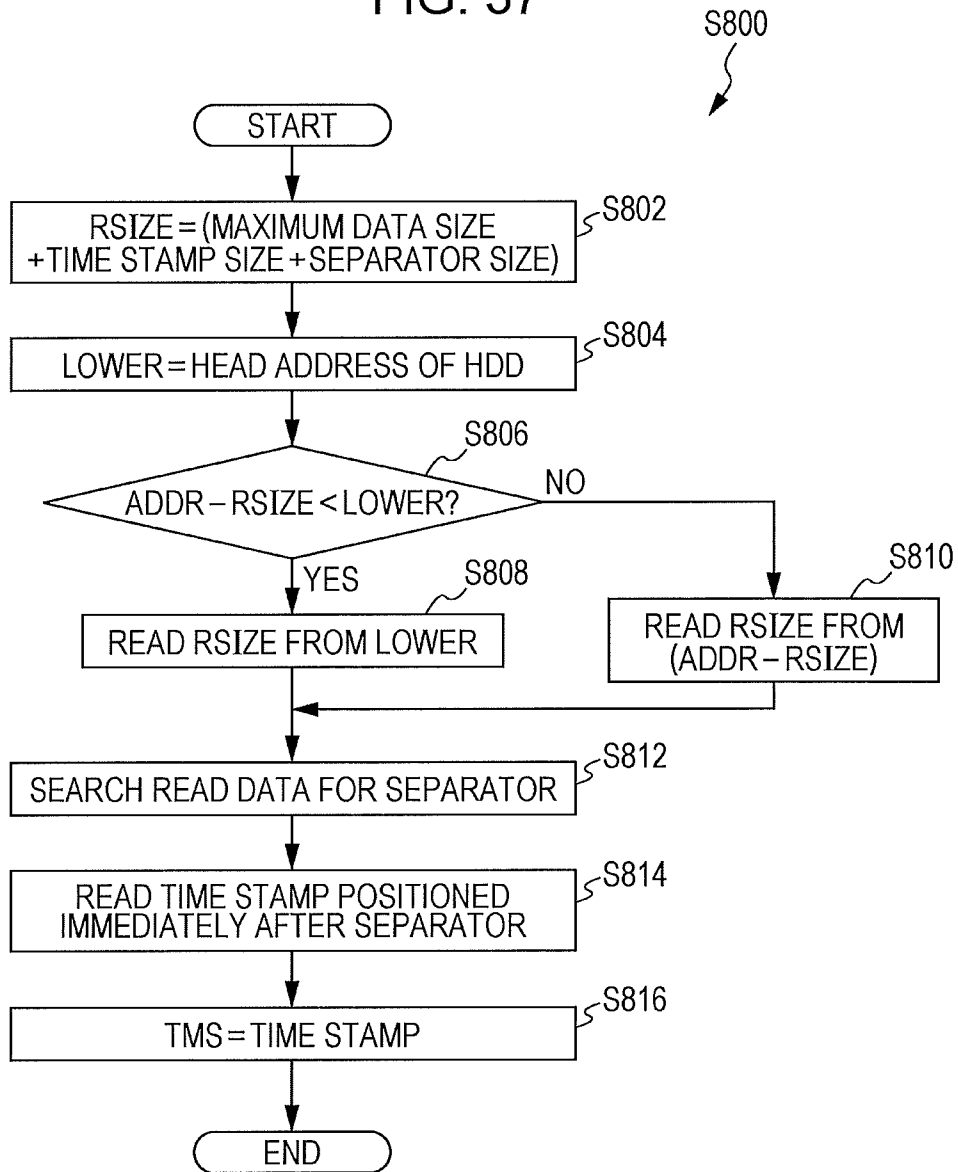 FIG. 37
S800
START
S802
RSIZE=(MAXIMUM DATA SIZE
+TIME STAMP SIZE+SEPARATOR SIZE)
S804
LOWER=HEAD ADDRESS OF HDD
S806
ADDR-RSIZE<LOWER?
NO
YES
S808
READ RSIZE FROM LOWER
S810
READ RSIZE FROM
(ADDR-RSIZE)
S812
SEARCH READ DATA FOR SEPARATOR
S814
READ TIME STAMP POSITIONED
IMMEDIATELY AFTER SEPARATOR
S816
TMS=TIME STAMP
END